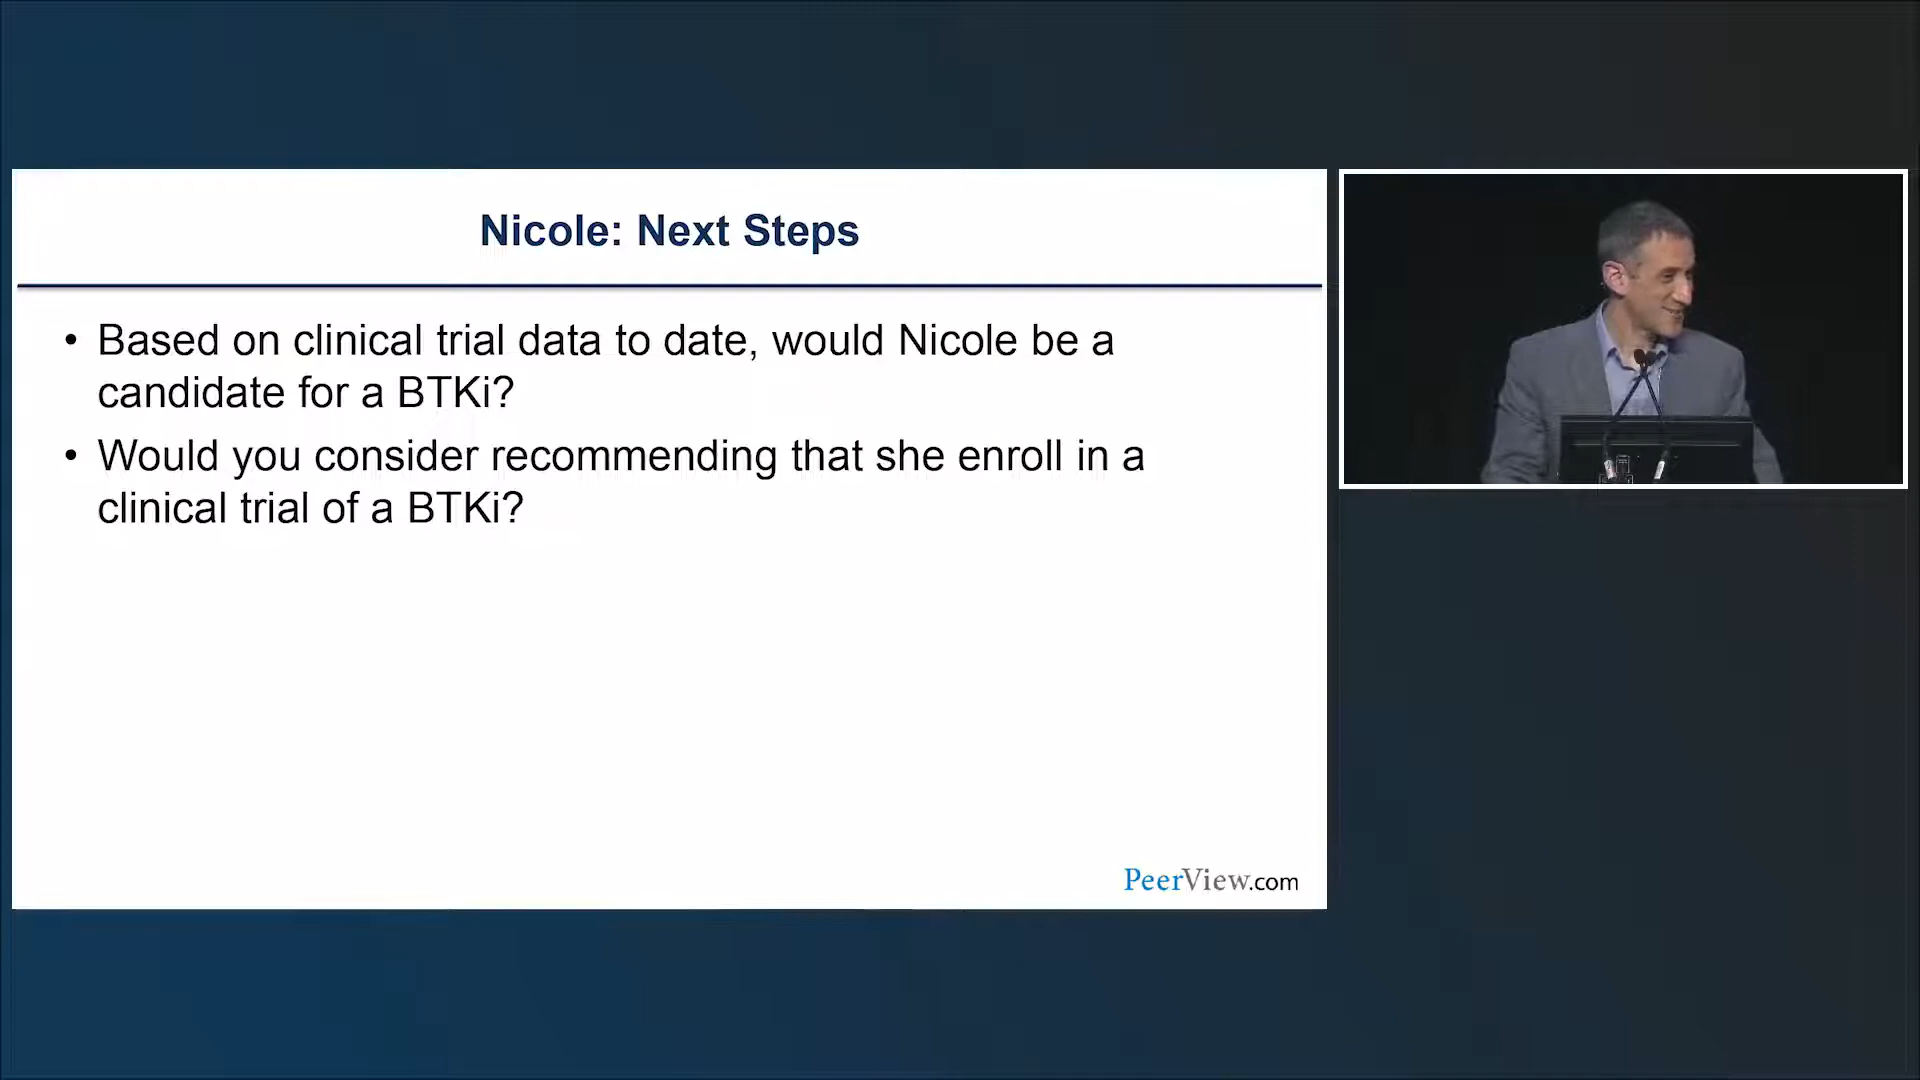 Nicole: Next Steps
• Based on clinical trial data to date, would Nicole be a
candidate for a BTKi?
• Would you consider recommending that she enroll in a
clinical trial of a BTKi?
PeerView.com